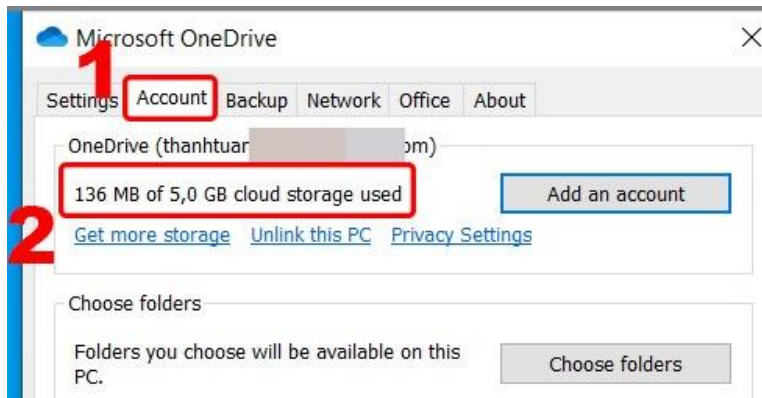 Microsoft OneDrive
1
Settings Account Backup Network Office About
OneDrive (thanhtuan om)
136 MB of 5,0 GB cloud storage used
Add an account
2
Get more storage Unlink this PC Privacy Settings
Choose folders
Folders you choose will be available on this
PC.
Choose folders